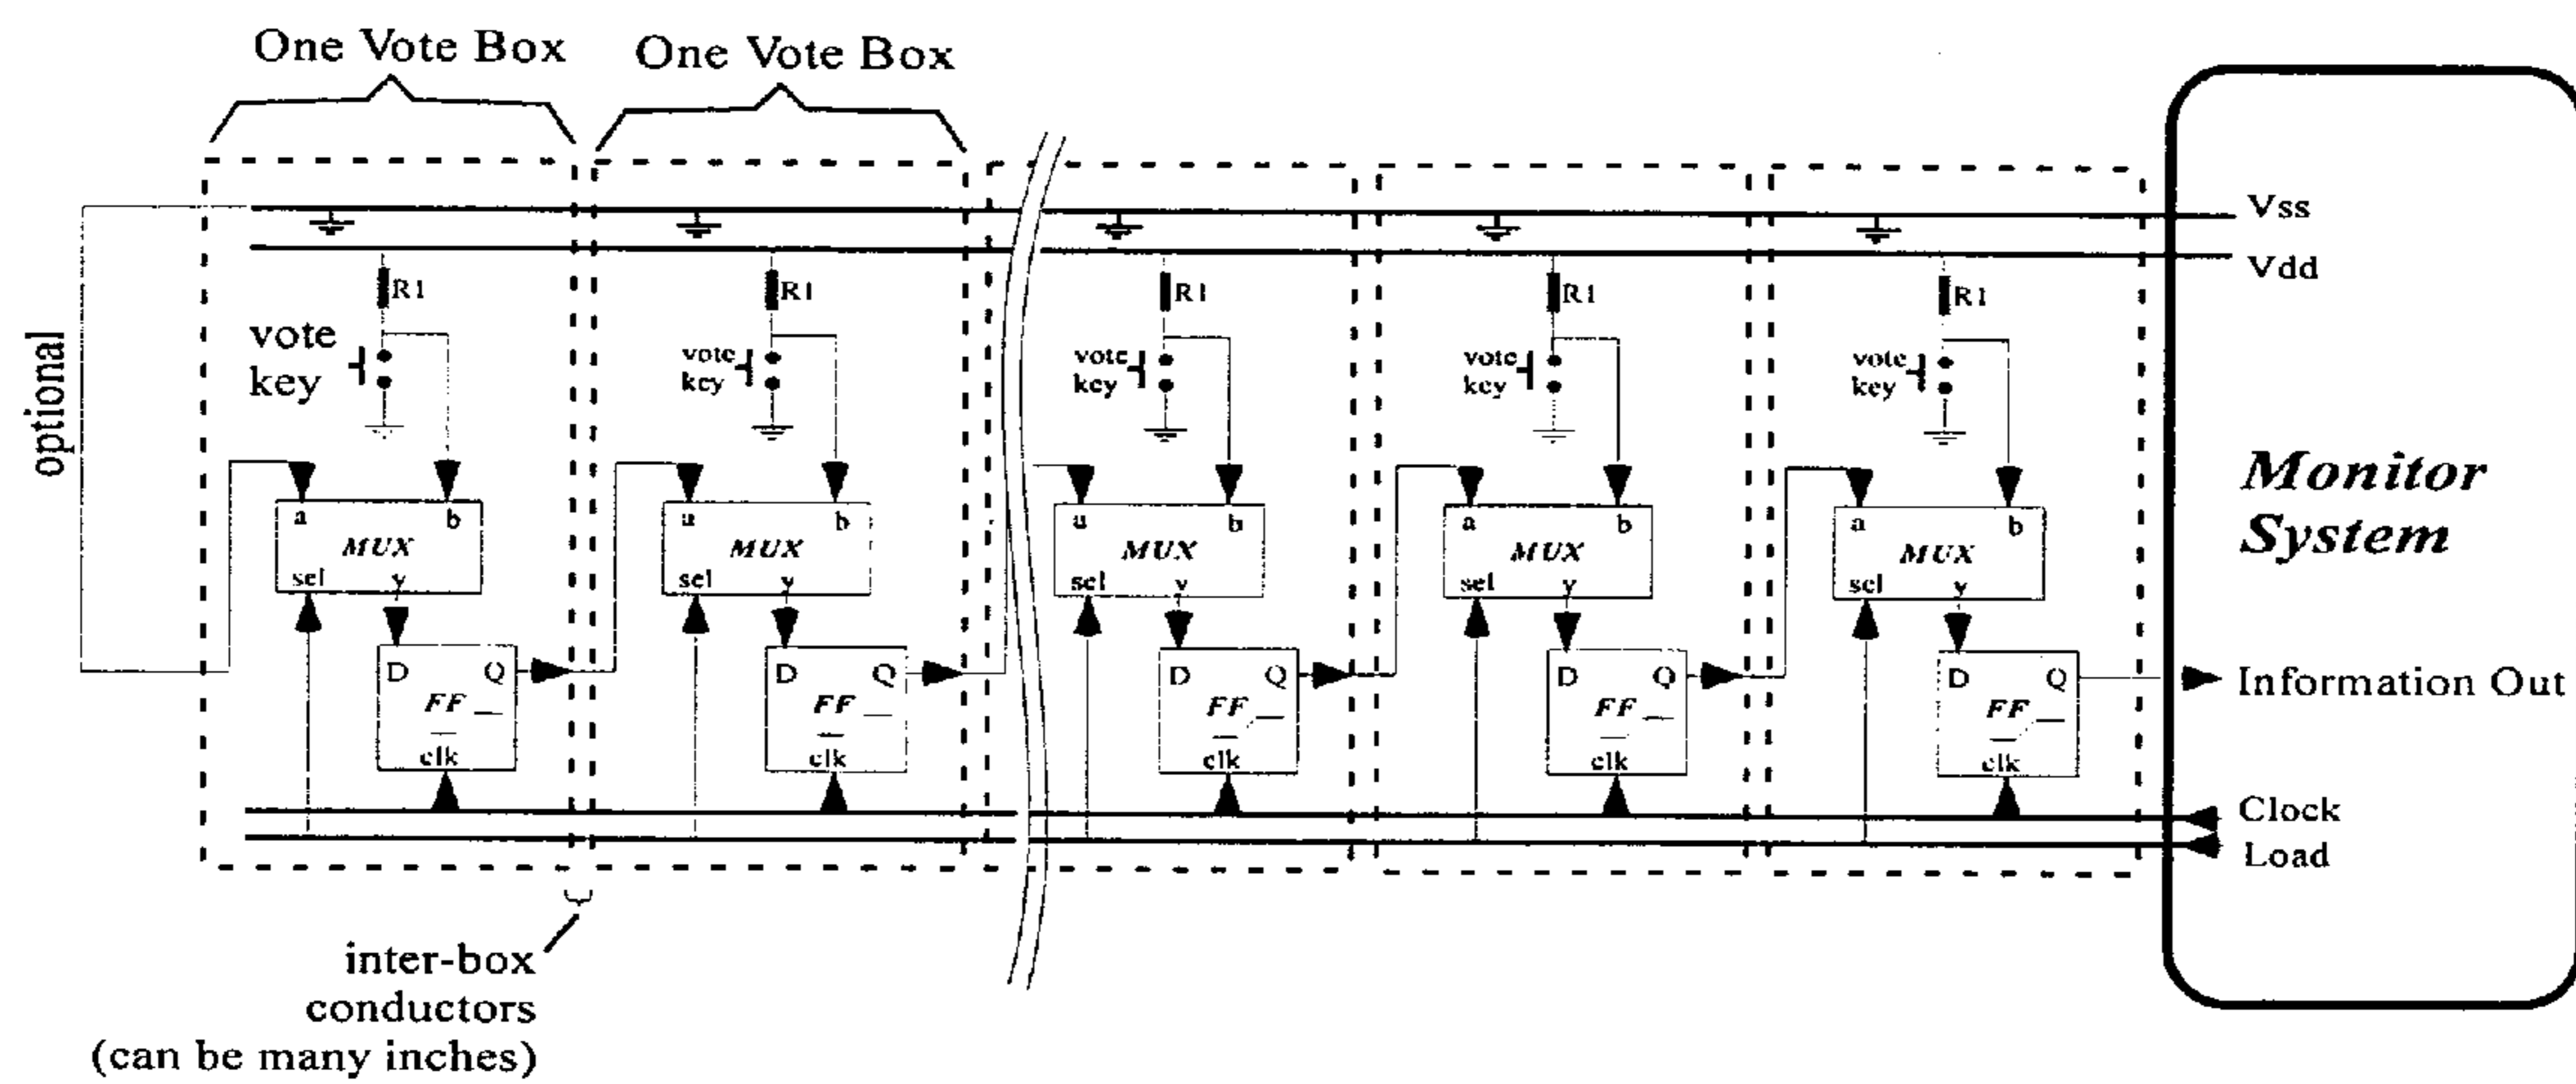 One Vote Box
One Vote Box
Vss
Vdd
R1
R1
R1
R1
R1
optional
vote
key
vote
key
vote
key
vote
key
vote
key
Monitor
System
a b
MUX
sel y
a b
MUX
sel y
a b
MUX
sel y
a b
MUX
sel y
a b
MUX
sel y
D Q
FF
clk
D Q
FF
clk
D Q
FF
clk
D Q
FF
clk
D Q
FF
clk
Information Out
Clock
Load
inter-box
conductors
(can be many inches)